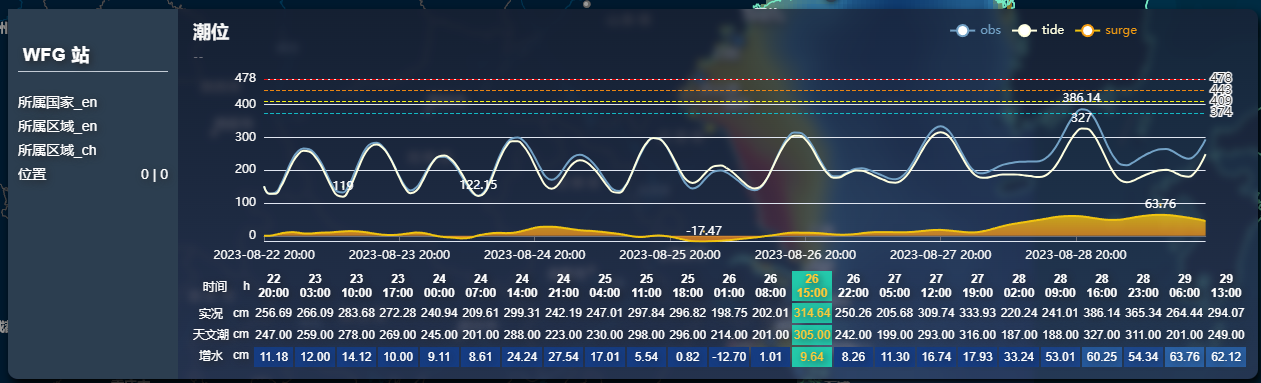 WFG 站
所属国家_en
所属区域_en
所属区域_ch
位置 0 | 0
潮位
--
obs tide surge
478
400
300
200
100
0
478
443
409
374
386.14
327
119
122.15
-17.47
63.76
2023-08-22 20:00 2023-08-23 20:00 2023-08-24 20:00 2023-08-25 20:00 2023-08-26 20:00 2023-08-27 20:00 2023-08-28 20:00
时间 h 22 20:00 23 03:00 23 10:00 23 17:00 24 00:00 24 07:00 24 14:00 24 21:00 25 04:00 25 11:00 25 18:00 26 01:00 26 08:00 26 15:00 26 22:00 27 05:00 27 12:00 27 19:00 28 02:00 28 09:00 28 16:00 28 23:00 29 06:00 29 13:00
实况 cm 256.69 266.09 283.68 272.28 240.94 209.61 299.31 242.19 247.01 297.84 296.82 198.75 202.01 314.64 250.26 205.68 309.74 333.93 220.24 241.01 386.14 365.34 264.44 294.07
天文潮 cm 247.00 259.00 278.00 269.00 245.00 201.00 288.00 223.00 230.00 298.00 296.00 214.00 201.00 305.00 242.00 199.00 293.00 316.00 187.00 188.00 327.00 311.00 201.00 249.00
增水 cm 11.18 12.00 14.12 10.00 9.11 8.61 24.24 27.54 17.01 5.54 0.82 -12.70 1.01 9.64 8.26 11.30 16.74 17.93 33.24 53.01 60.25 54.34 63.76 62.12